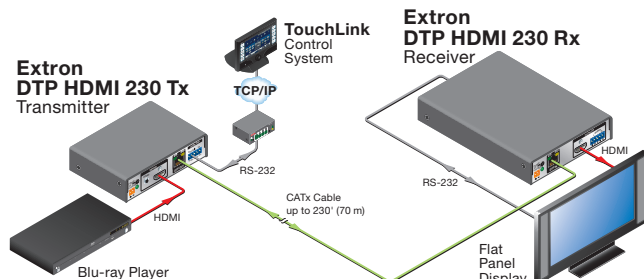 TouchLink
Control
System
TCP/IP
Extron
DTP HDMI 230 Tx
Transmitter
Extron
DTP HDMI 230 Rx
Receiver
RS-232
HDMI
CATx Cable
up to 230' (70 m)
RS-232
HDMI
Blu-ray Player
Flat
Panel
Display